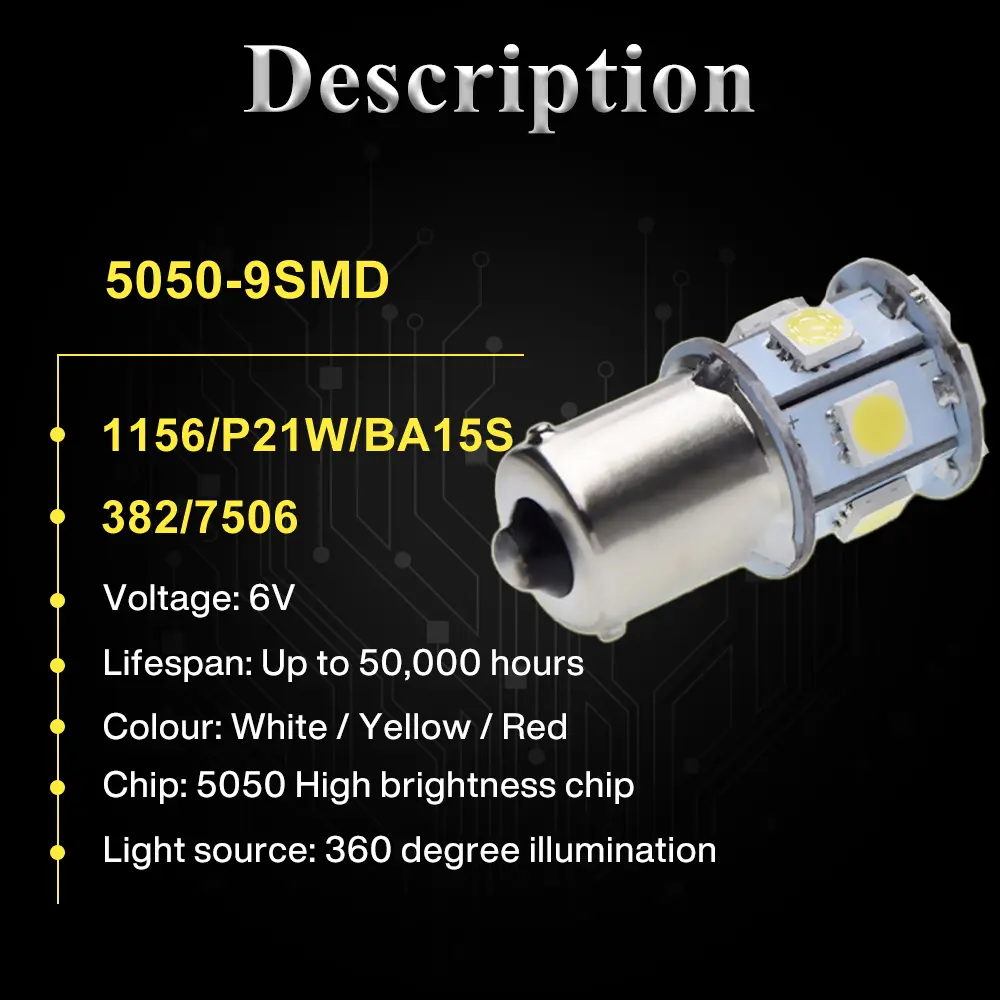 Description
5050-9SMD
1156/P21W/BA15S
382/7506
Voltage: 6V
Lifespan: Up to 50,000 hours
Colour: White / Yellow / Red
Chip: 5050 High brightness chip
Light source: 360 degree illumination